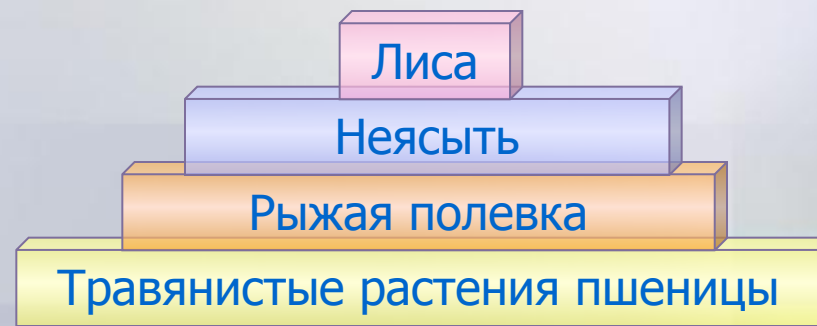 Лиса
Неясыть
Рыжая полевка
Травянистые растения пшеницы